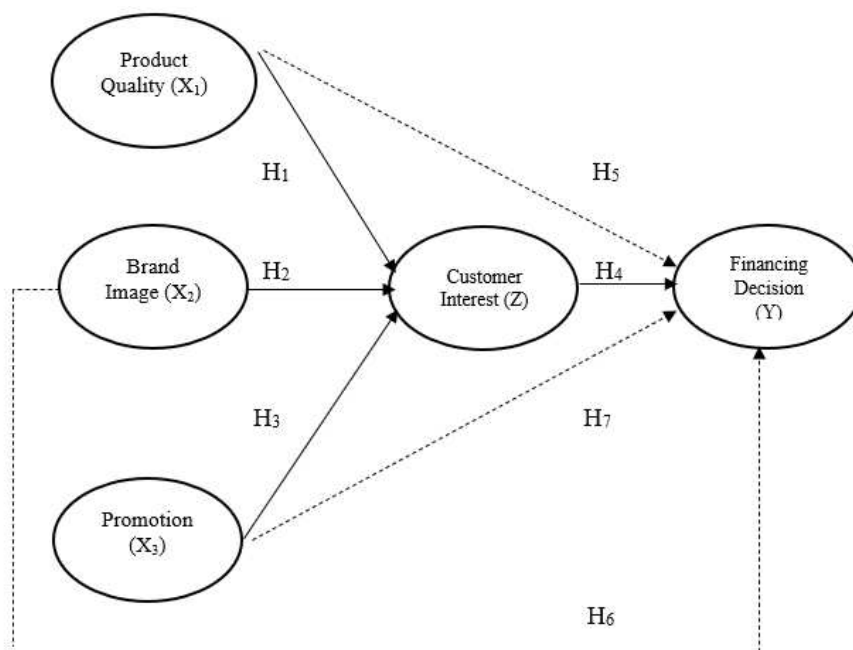 Product
Quality (X₁)
H₁
H₅
Brand
Image (X₂)
H₂
Customer
Interest (Z)
H₄
Financing
Decision
(Y)
H₃
H₇
Promotion
(X₃)
H₆